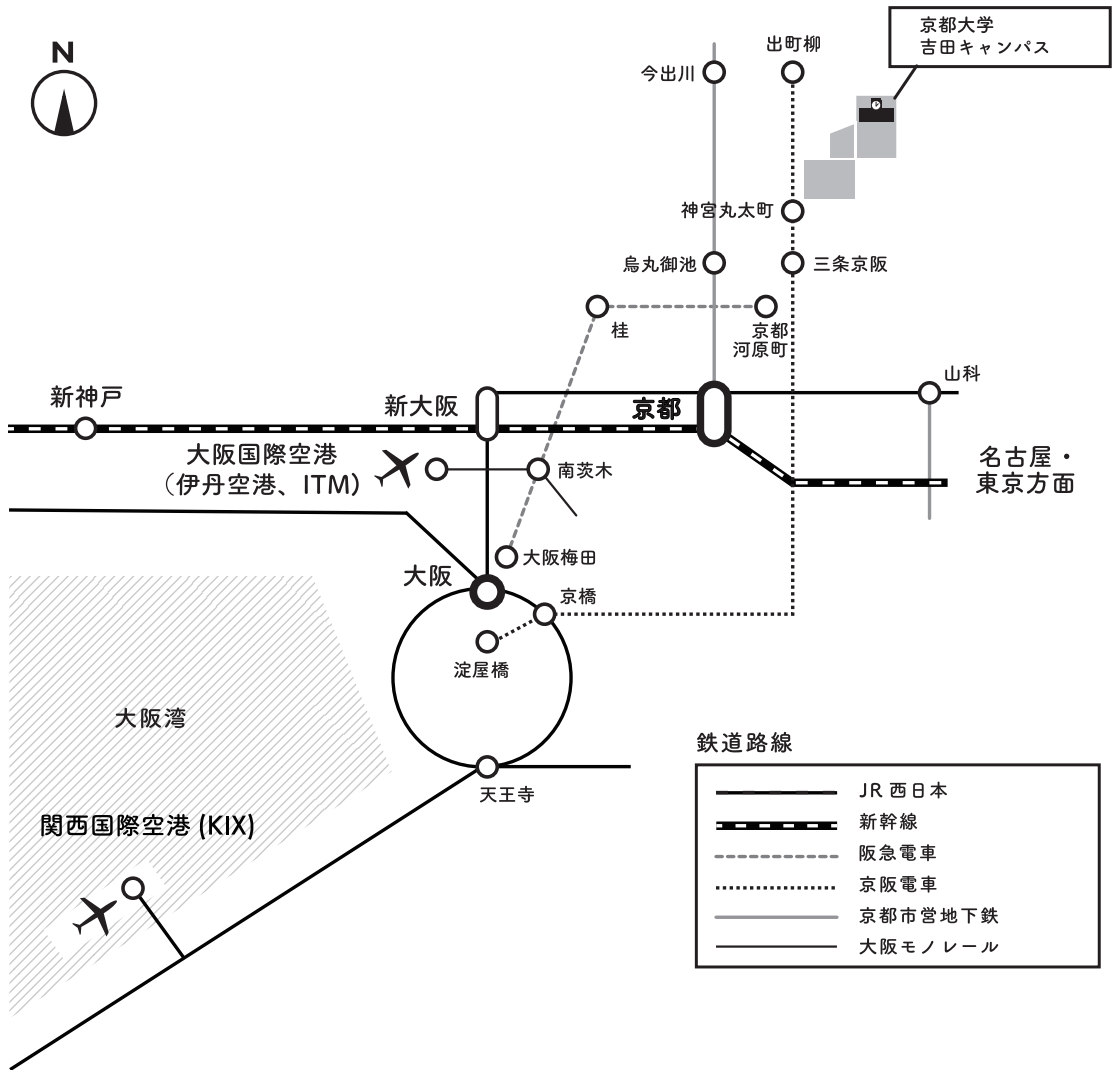 京都大学
吉田キャンパス
N
出町柳
今出川
神宮丸太町
烏丸御池
三条京阪
桂
京都
河原町
山科
新神戸
新大阪
京都
大阪国際空港
(伊丹空港、ITM)
南茨木
名古屋・
東京方面
大阪梅田
大阪
京橋
淀屋橋
大阪湾
天王寺
関西国際空港 (KIX)
鉄道路線
JR 西日本
新幹線
阪急電車
京阪電車
京都市営地下鉄
大阪モノレール